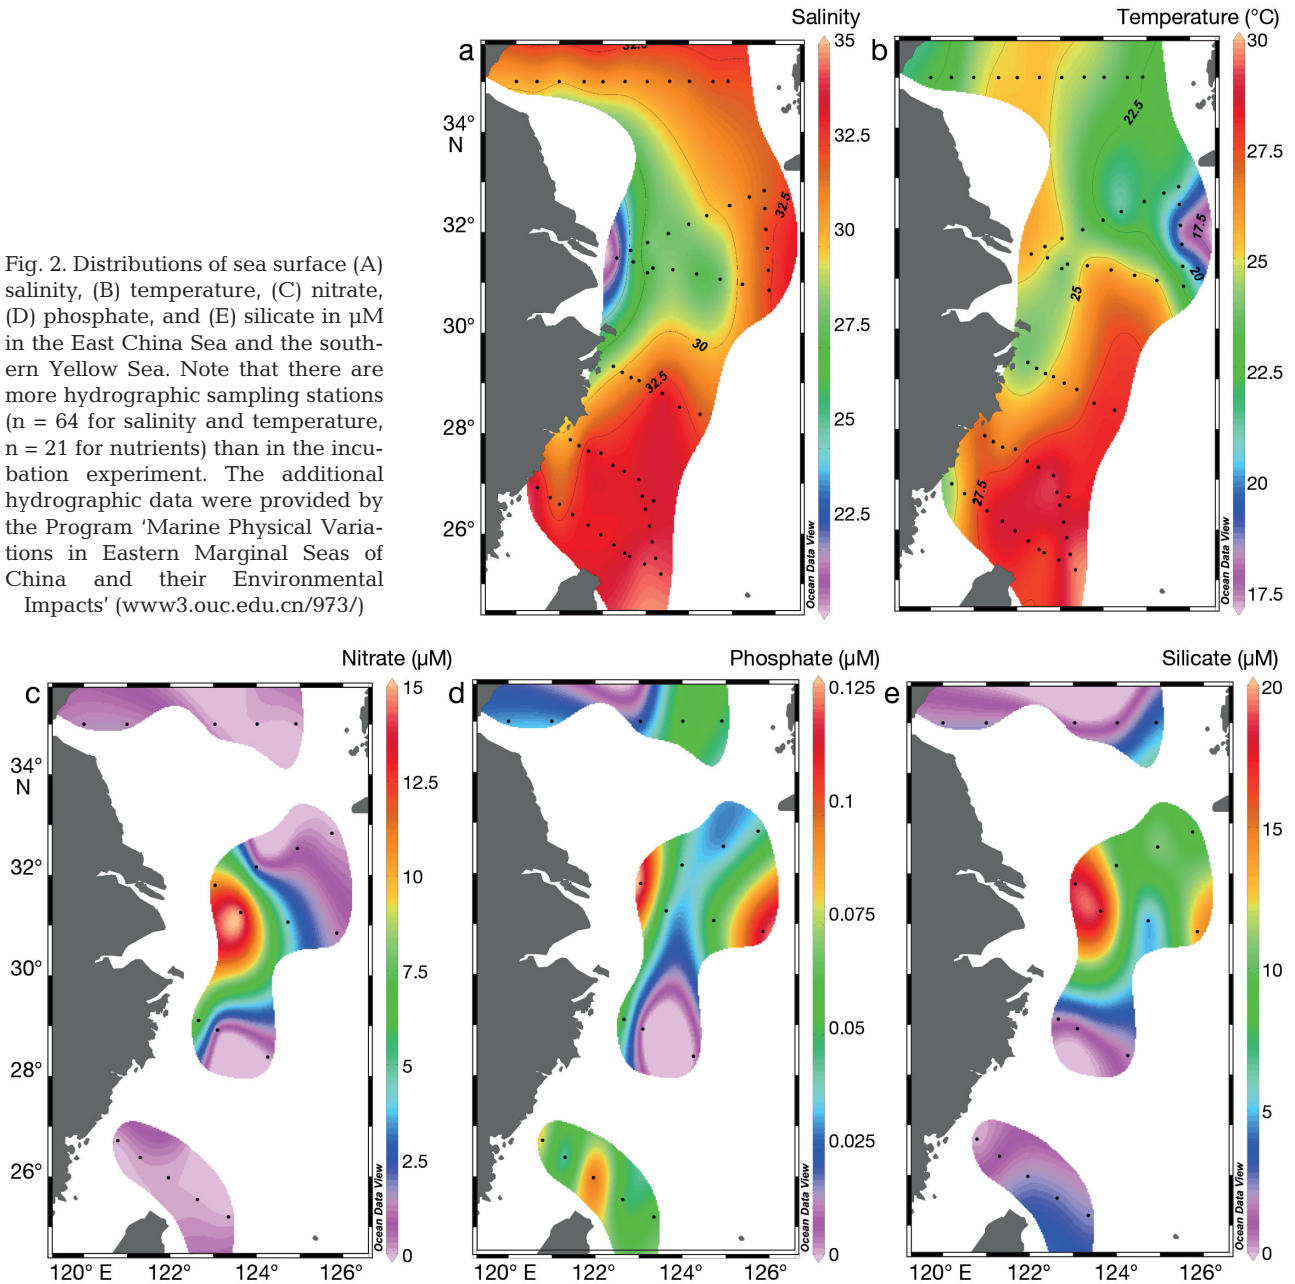 Fig. 2. Distributions of sea surface (A)
salinity, (B) temperature, (C) nitrate,
(D) phosphate, and (E) silicate in µM
in the East China Sea and the south-
ern Yellow Sea. Note that there are
more hydrographic sampling stations
(n = 64 for salinity and temperature,
n = 21 for nutrients) than in the incu-
bation experiment. The additional
hydrographic data were provided by
the Program ‘Marine Physical Varia-
tions in Eastern Marginal Seas of
China and their Environmental
Impacts’ (www3.ouc.edu.cn/973/)
Salinity
a
32.5
34°
N
32°
30°
28°
26°
32.5
30
32.5
35
32.5
30
27.5
25
22.5
Ocean Data View
Temperature (°C)
b
22.5
17.5
20
25
27.5
30
27.5
25
22.5
20
17.5
Ocean Data View
Nitrate (µM)
c
34°
N
32°
30°
28°
26°
120° E
122°
124°
126°
15
12.5
10
7.5
5
2.5
0
Ocean Data View
Phosphate (µM)
d
120° E
122°
124°
126°
0.125
0.1
0.075
0.05
0.025
0
Ocean Data View
Silicate (µM)
e
120° E
122°
124°
126°
20
15
10
5
0
Ocean Data View